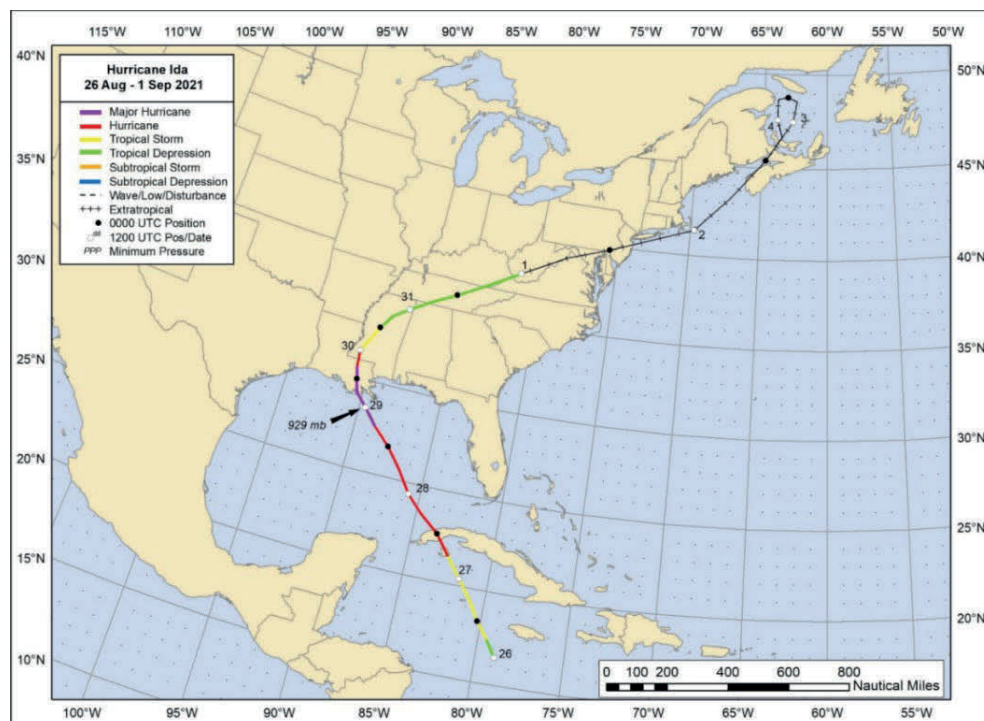 115°W 110°W 105°W 100°W 95°W 90°W 85°W 80°W 75°W 70°W 65°W 60°W 55°W 50°W
40°N
35°N
30°N
25°N
20°N
15°N
10°N
Hurricane Ida
26 Aug - 1 Sep 2021
Major Hurricane
Hurricane
Tropical Storm
Tropical Depression
Subtropical Storm
Subtropical Depression
Wave/Low/Disturbance
Extratropical
0000 UTC Position
1200 UTC Pos/Date
PPP Minimum Pressure
4
3
2
1
31
30
29
929 mb
28
27
26
50°N
45°N
40°N
35°N
30°N
25°N
20°N
0 100 200 400 600 800
Nautical Miles
100°W 95°W 90°W 85°W 80°W 75°W 70°W 65°W 60°W 55°W